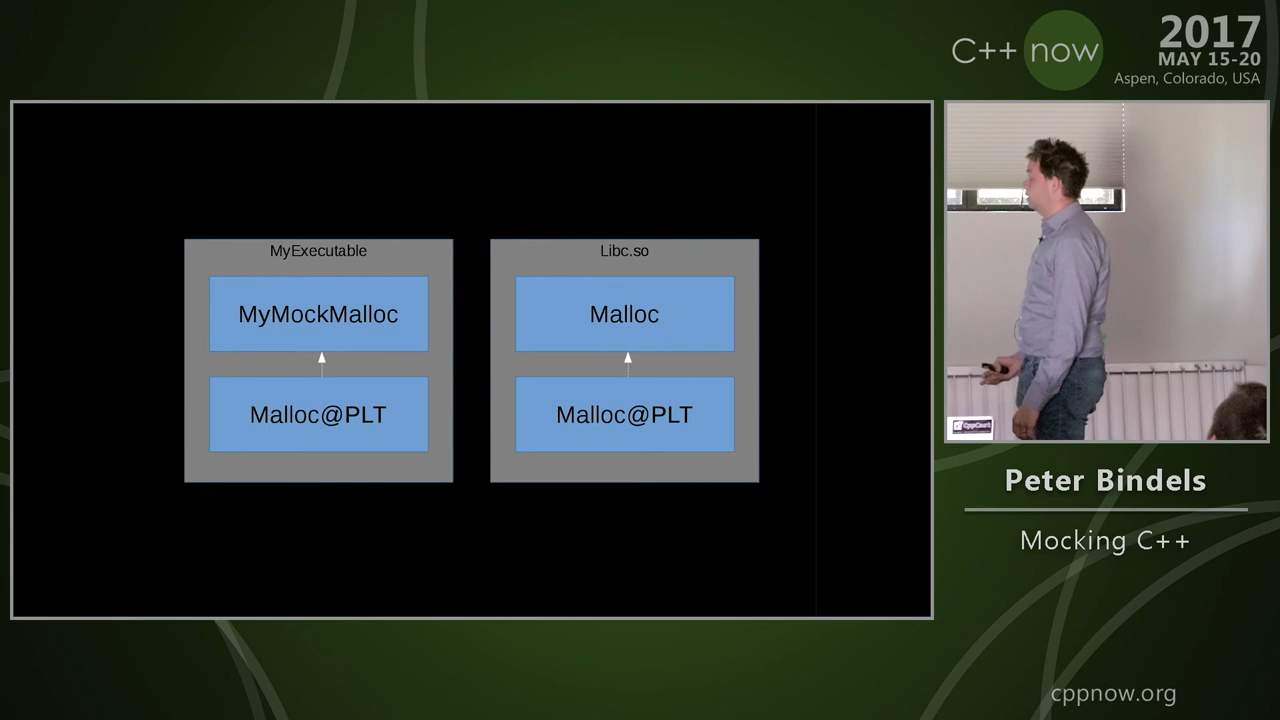 C++ now
2017
MAY 15-20
Aspen, Colorado, USA
MyExecutable
MyMockMalloc
Malloc@PLT
Libc.so
Malloc
Malloc@PLT
CppCast
Peter Bindels
Mocking C++
cppnow.org